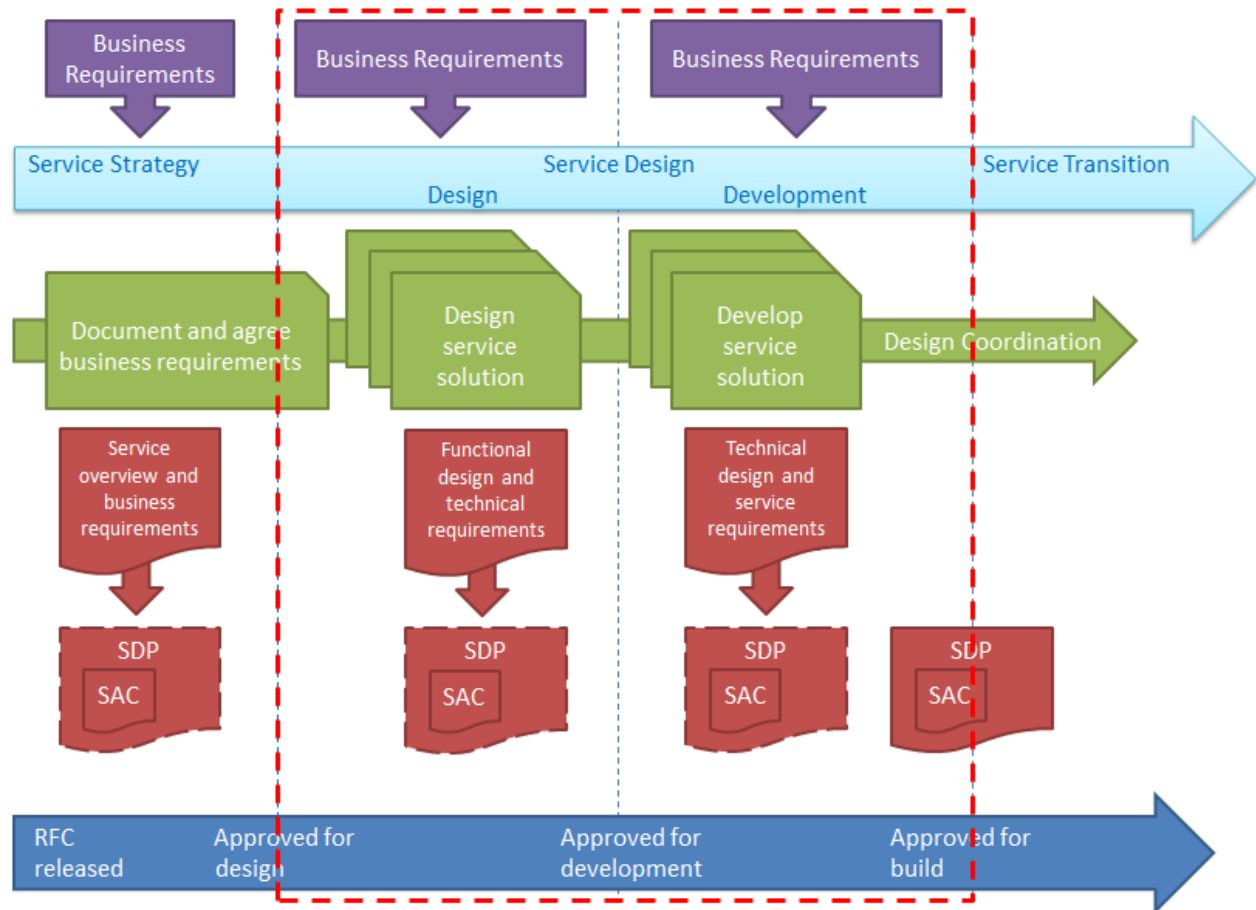 Business
Requirements
Business Requirements
Business Requirements
Service Strategy
Service Design
Service Transition
Design
Development
Document and agree
business requirements
Design
service
solution
Develop
service
solution
Design Coordination
Service
overview and
business
requirements
Functional
design and
technical
requirements
Technical
design and
service
requirements
SDP
SAC
SDP
SAC
SDP
SAC
SDP
SAC
RFC
released
Approved for
design
Approved for
development
Approved for
build